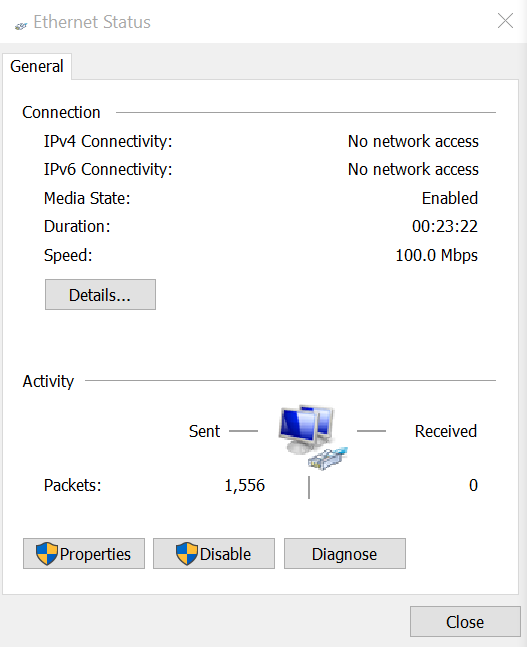 Ethernet Status
General
Connection
IPv4 Connectivity: No network access
IPv6 Connectivity: No network access
Media State: Enabled
Duration: 00:23:22
Speed: 100.0 Mbps
Details...
Activity
Sent Received
Packets: 1,556 0
Properties Disable Diagnose
Close